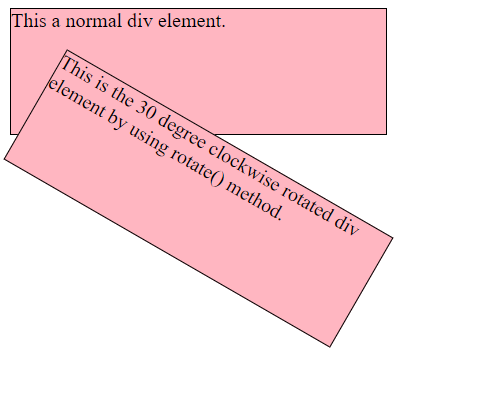 This a normal div element.
This is the 30 degree clockwise rotated div
element by using rotate() method.